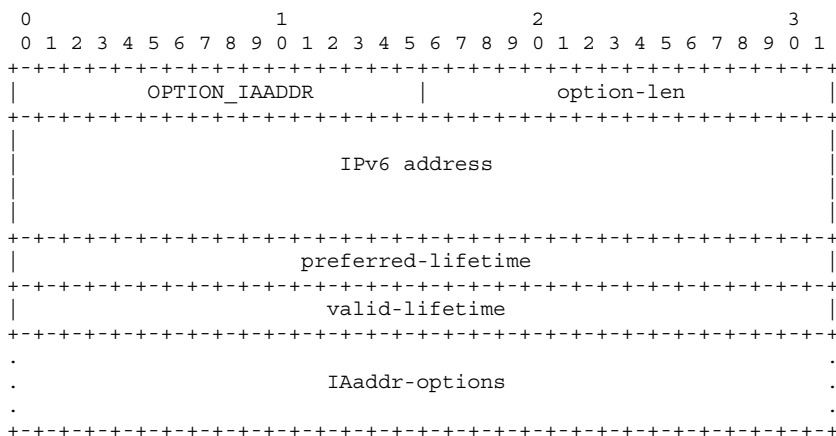 0                   1                   2                   3
0 1 2 3 4 5 6 7 8 9 0 1 2 3 4 5 6 7 8 9 0 1 2 3 4 5 6 7 8 9 0 1
+-+-+-+-+-+-+-+-+-+-+-+-+-+-+-+-+-+-+-+-+-+-+-+-+-+-+-+-+-+-+-+-+
|          OPTION_IAADDR        |          option-len           |
+-+-+-+-+-+-+-+-+-+-+-+-+-+-+-+-+-+-+-+-+-+-+-+-+-+-+-+-+-+-+-+-+
|                                                               |
|                         IPv6 address                          |
|                                                               |
|                                                               |
+-+-+-+-+-+-+-+-+-+-+-+-+-+-+-+-+-+-+-+-+-+-+-+-+-+-+-+-+-+-+-+-+
|                      preferred-lifetime                       |
+-+-+-+-+-+-+-+-+-+-+-+-+-+-+-+-+-+-+-+-+-+-+-+-+-+-+-+-+-+-+-+-+
|                        valid-lifetime                         |
+-+-+-+-+-+-+-+-+-+-+-+-+-+-+-+-+-+-+-+-+-+-+-+-+-+-+-+-+-+-+-+-+
.                                                               .
.                        IAaddr-options                         .
.                                                               .
+-+-+-+-+-+-+-+-+-+-+-+-+-+-+-+-+-+-+-+-+-+-+-+-+-+-+-+-+-+-+-+-+